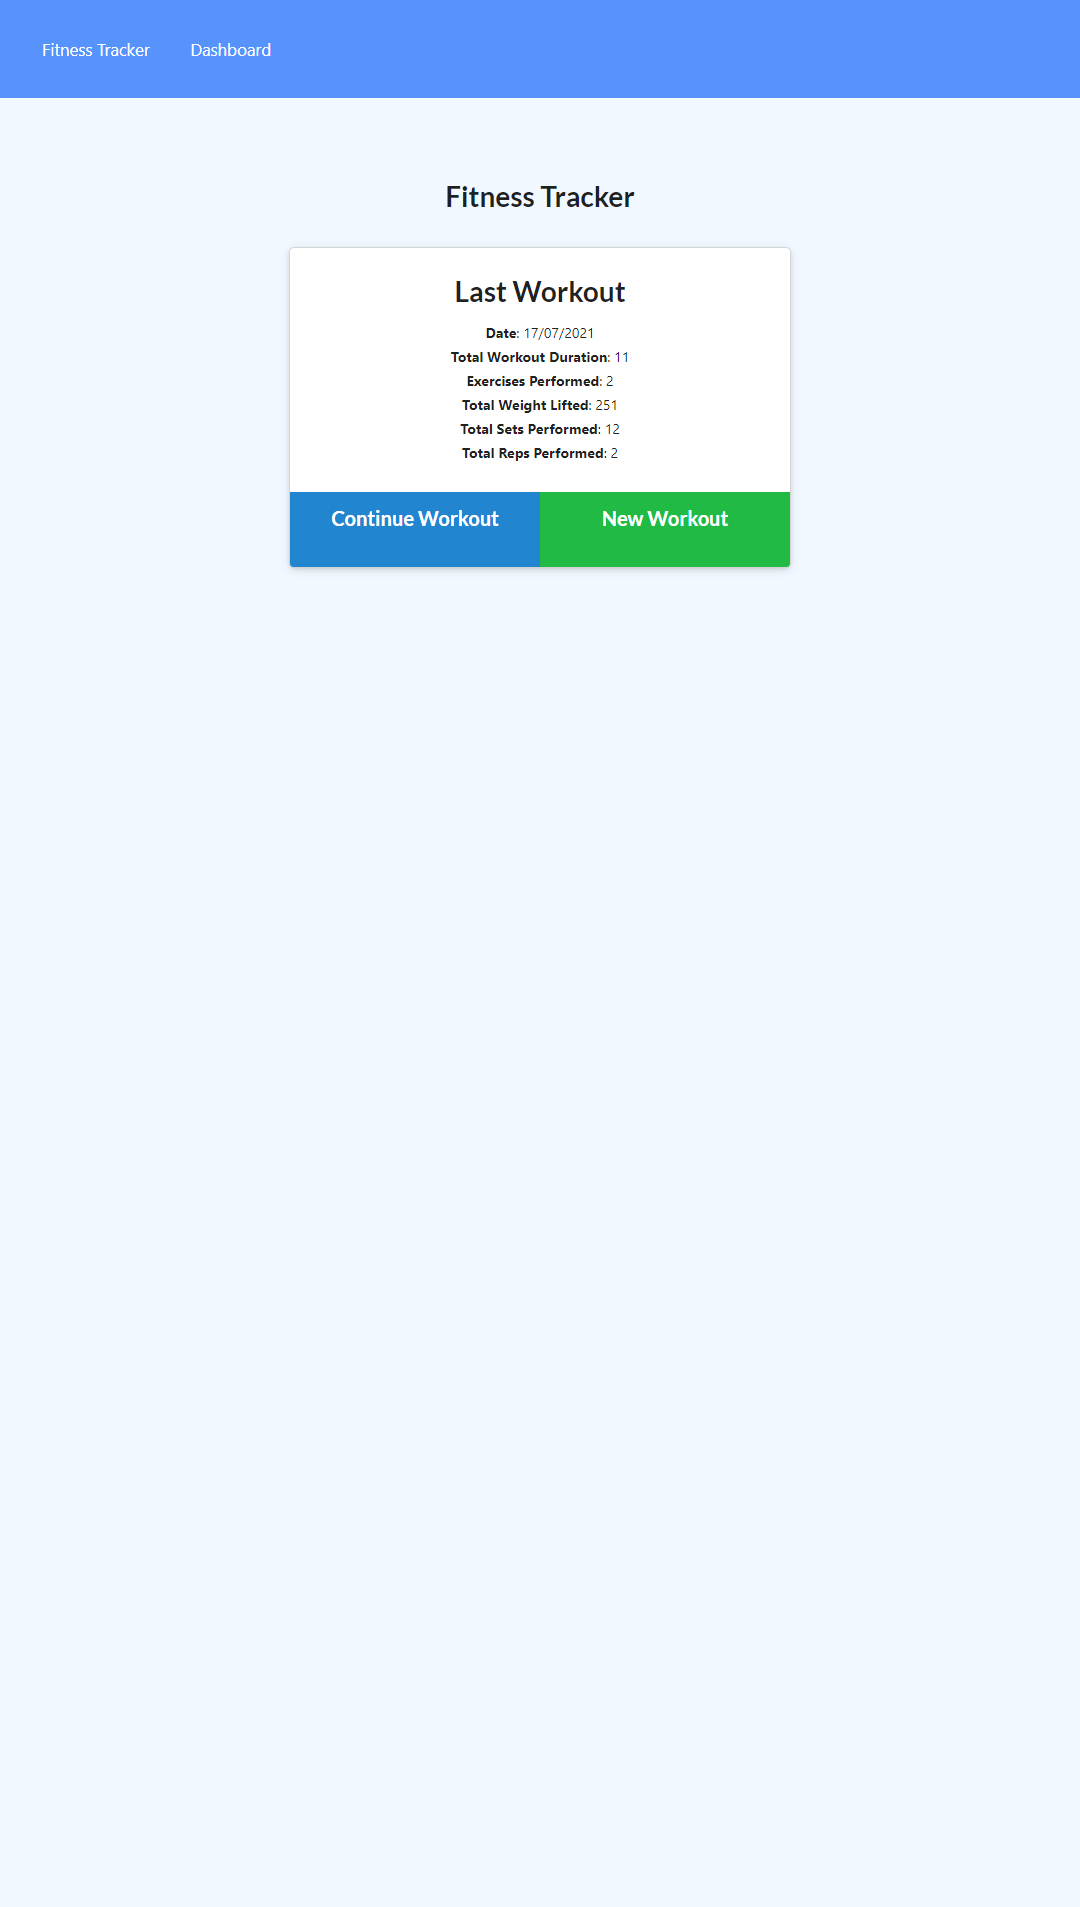 Fitness Tracker Dashboard
Fitness Tracker
Last Workout
Date: 17/07/2021
Total Workout Duration: 11
Exercises Performed: 2
Total Weight Lifted: 251
Total Sets Performed: 12
Total Reps Performed: 2
Continue Workout New Workout